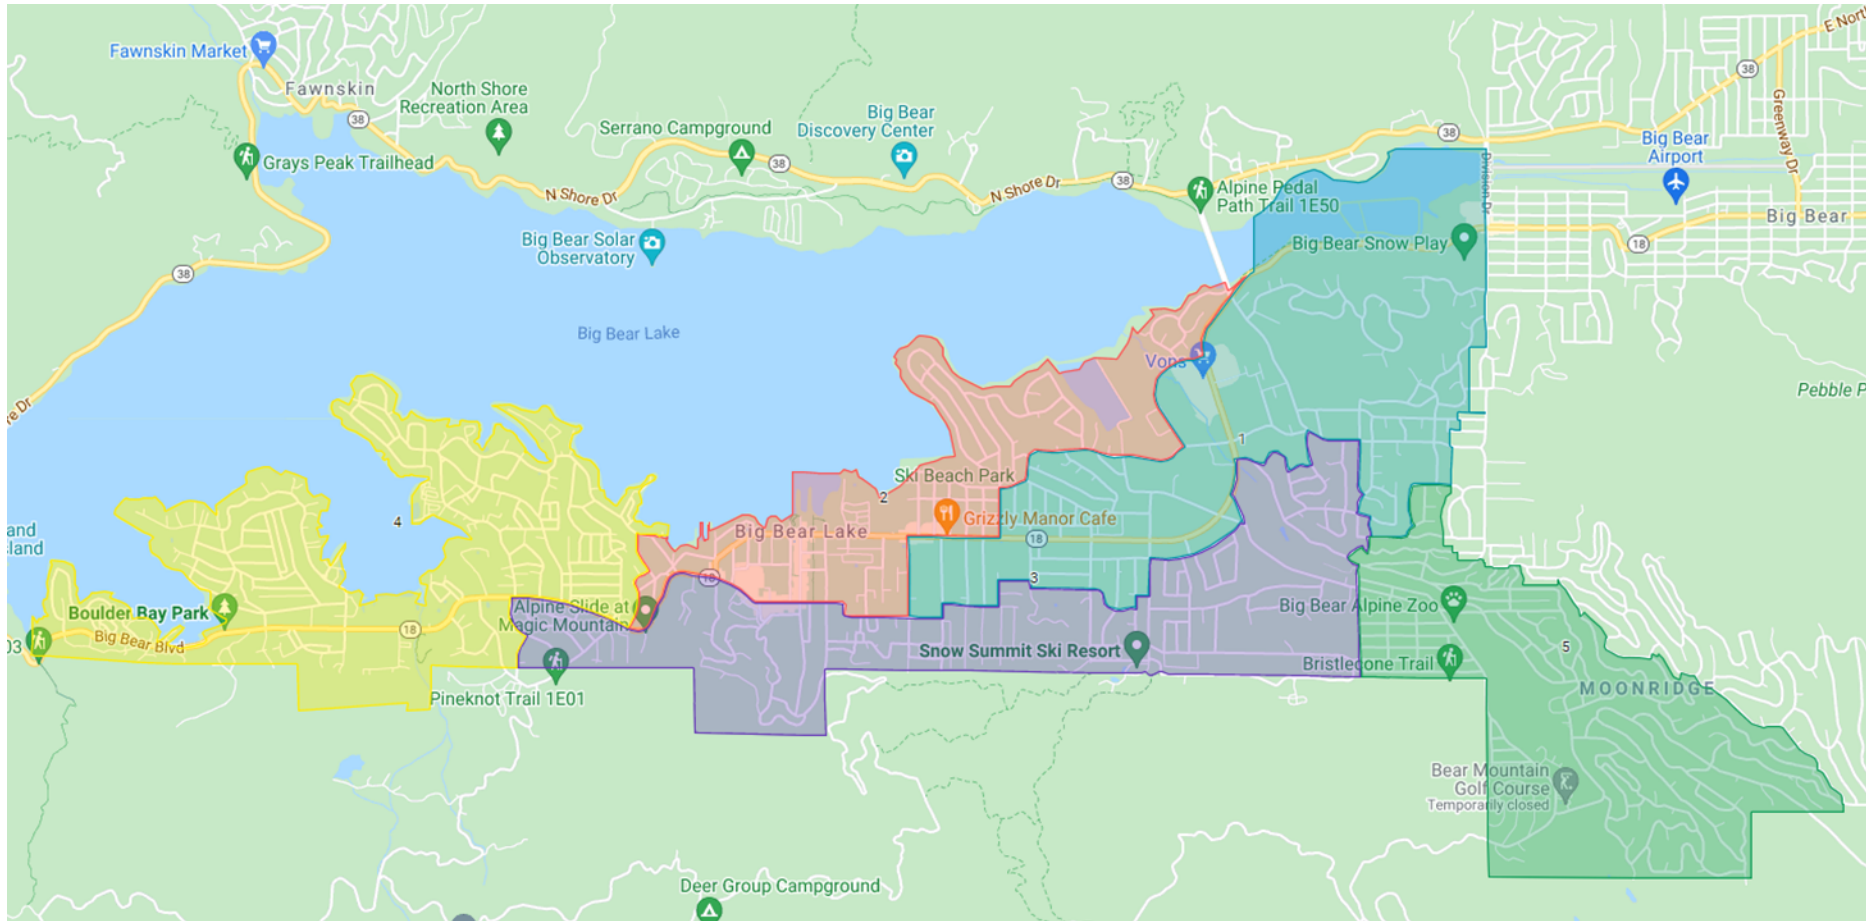 E North
38
Fawnskin Market
Fawnskin
North Shore
Recreation Area
38
Greenway Dr
Big Bear
Discovery Center
Serrano Campground
38
38
Big Bear
Airport
Grays Peak Trailhead
Division Dr
N Shore Dr
N Shore Dr
38
Alpine Pedal
Path Trail 1E50
Big Bear
Big Bear Solar
Observatory
Big Bear Snow Play
18
38
Big Bear Lake
Vons
Pebble P
re Dr
1
Ski Beach Park
2
4
Grizzly Manor Cafe
Big Bear Lake
and
sland
18
18
3
Alpine Slide at
Magic Mountain
Boulder Bay Park
Big Bear Alpine Zoo
03
Big Bear Blvd
18
Snow Summit Ski Resort
5
Bristlecone Trail
Pineknot Trail 1E01
MOONRIDGE
Bear Mountain
Golf Course
Temporarily closed
Deer Group Campground